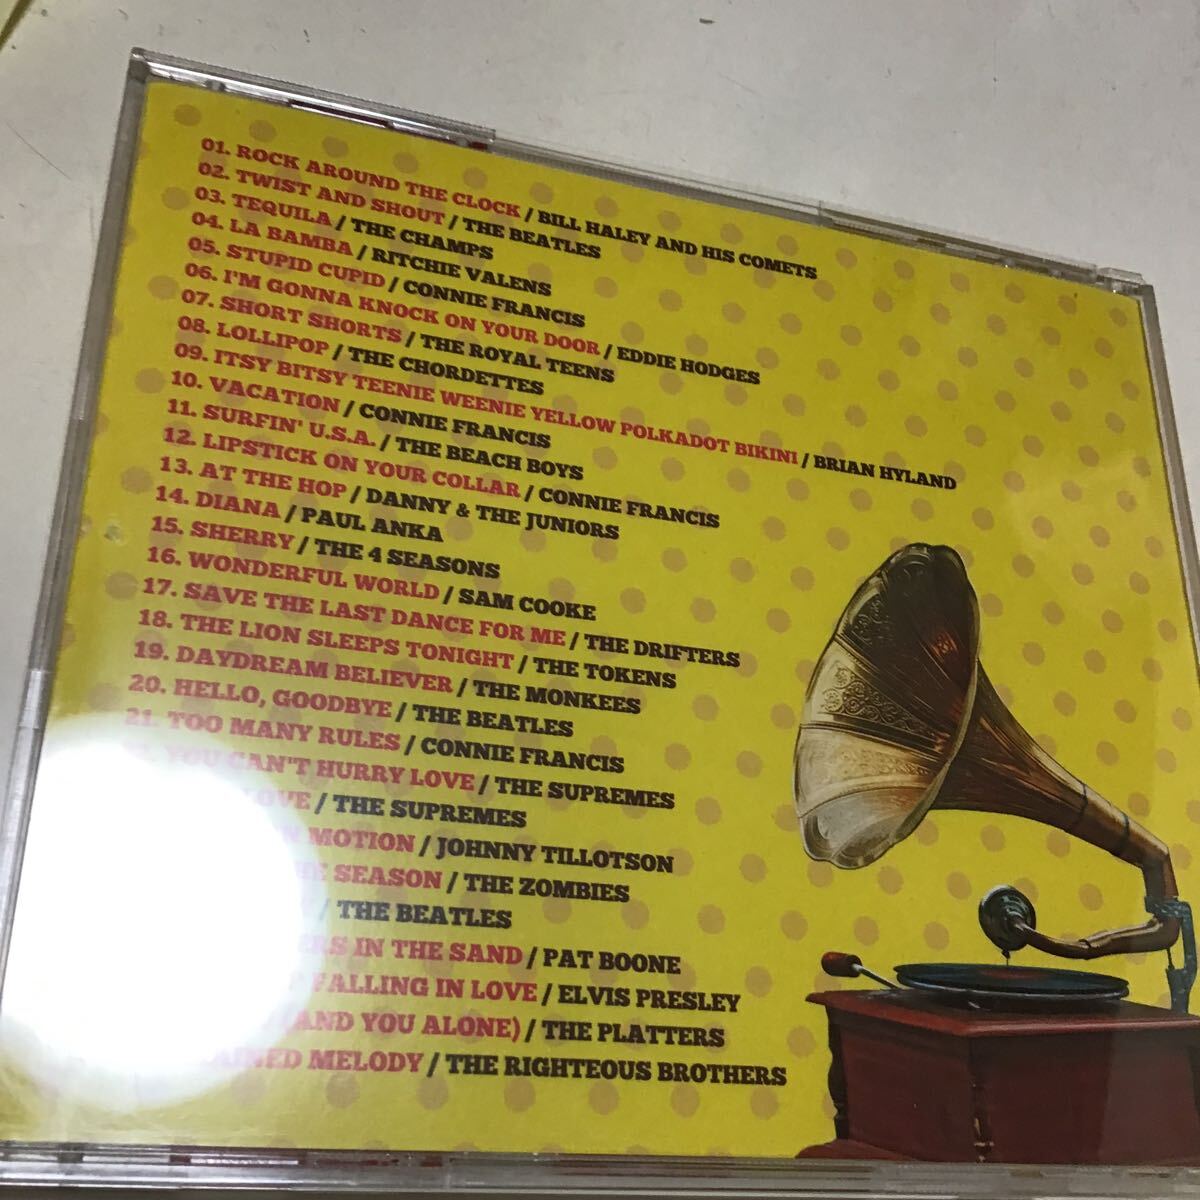 01. ROCK AROUND THE CLOCK / BILL HALEY AND HIS COMETS
02. TWIST AND SHOUT / THE BEATLES
03. TEQUILA / THE CHAMPS
04. LA BAMBA / RITCHIE VALENS
05. STUPID CUPID / CONNIE FRANCIS
06. I'M GONNA KNOCK ON YOUR DOOR / EDDIE HODGES
07. SHORT SHORTS / THE ROYAL TEENS
08. LOLLIPOP / THE CHORDETTES
09. ITSY BITSY TEENIE WEENIE YELLOW POLKADOT BIKINI / BRIAN HYLAND
10. VACATION / CONNIE FRANCIS
11. SURFIN' U.S.A. / THE BEACH BOYS
12. LIPSTICK ON YOUR COLLAR / CONNIE FRANCIS
13. AT THE HOP / DANNY & THE JUNIORS
14. DIANA / PAUL ANKA
15. SHERRY / THE 4 SEASONS
16. WONDERFUL WORLD / SAM COOKE
17. SAVE THE LAST DANCE FOR ME / THE DRIFTERS
18. THE LION SLEEPS TONIGHT / THE TOKENS
19. DAYDREAM BELIEVER / THE MONKEES
20. HELLO, GOODBYE / THE BEATLES
21. TOO MANY RULES / CONNIE FRANCIS
YOU CAN'T HURRY LOVE / THE SUPREMES
LOVE / THE SUPREMES
MOTION / JOHNNY TILLOTSON
SEASON / THE ZOMBIES
/ THE BEATLES
IN THE SAND / PAT BOONE
FALLING IN LOVE / ELVIS PRESLEY
(AND YOU ALONE) / THE PLATTERS
MELODY / THE RIGHTEOUS BROTHERS